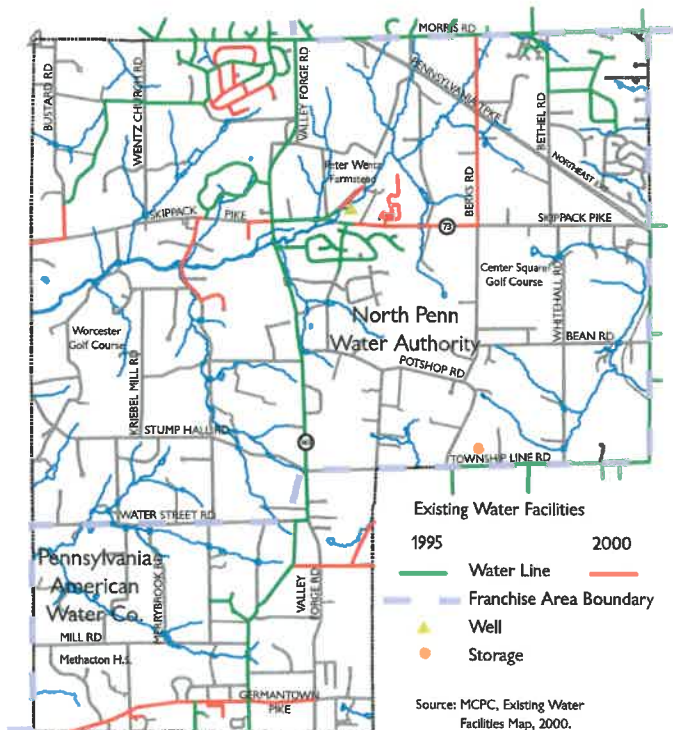 MORRIS RD
BUSTARD RD
WENTZ CHURCH RD
VALLEY FORGE RD
PENNSYLVANIA TPKE
BETHEL RD
NORTHEAST EXT
Peter Wentz
Farmstead
BERKS RD
SKIPPACK PIKE
73
SKIPPACK PIKE
Center Square
Golf Course
WHITEHALL RD
North Penn
Water Authority
BEAN RD
Worcester
Golf Course
KRIEBEL MILL RD
POTSHOP RD
STUMP HALL RD
363
TOWNSHIP LINE RD
WATER STREET RD
Pennsylvania
American
Water Co.
MERRYBROOK RD
VALLEY
FORGE RD
MILL RD
Methacton H.S.
GERMANTOWN
PIKE
Existing Water Facilities
1995 2000
Water Line
Franchise Area Boundary
Well
Storage
Source: MCPC, Existing Water
Facilities Map, 2000.